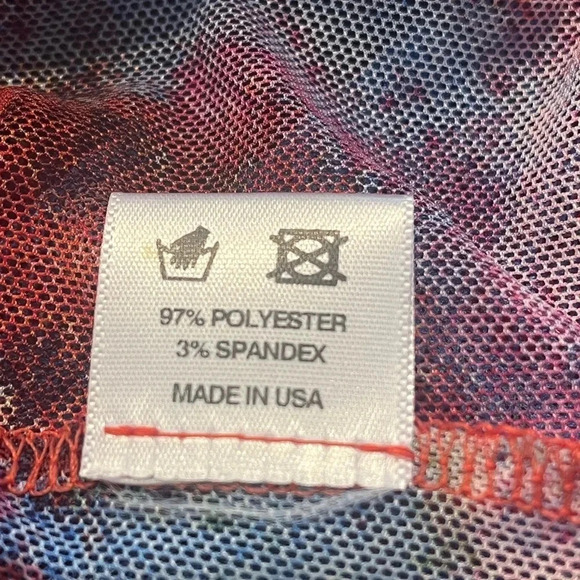 97% POLYESTER
3% SPANDEX
MADE IN USA